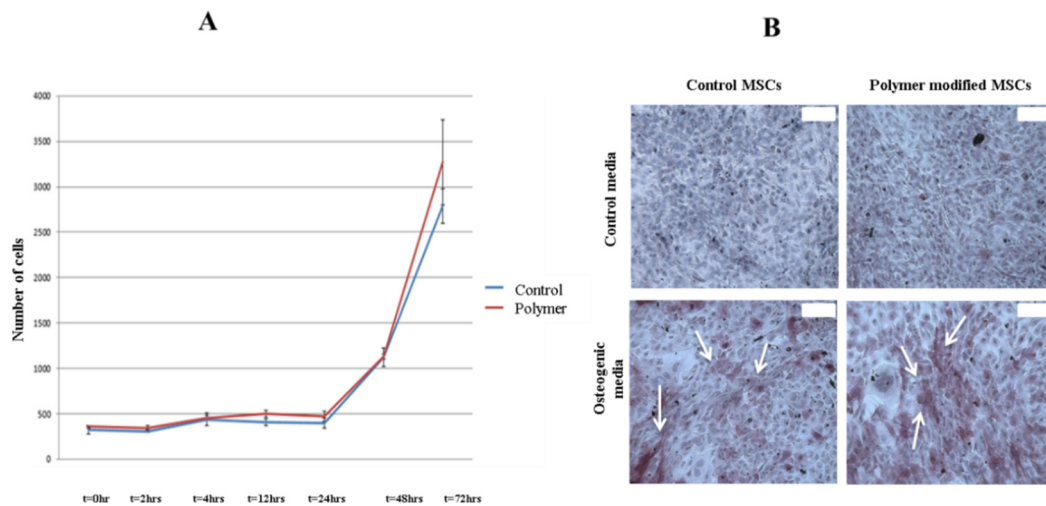 A
4000
3500
3000
2500
2000
1500
1000
500
0
Number of cells
t=0hr
t=2hrs
t=4hrs
t=12hrs
t=24hrs
t=48hrs
t=72hrs
Control
Polymer
B
Control MSCs
Polymer modified MSCs
Control media
Osteogenic
media